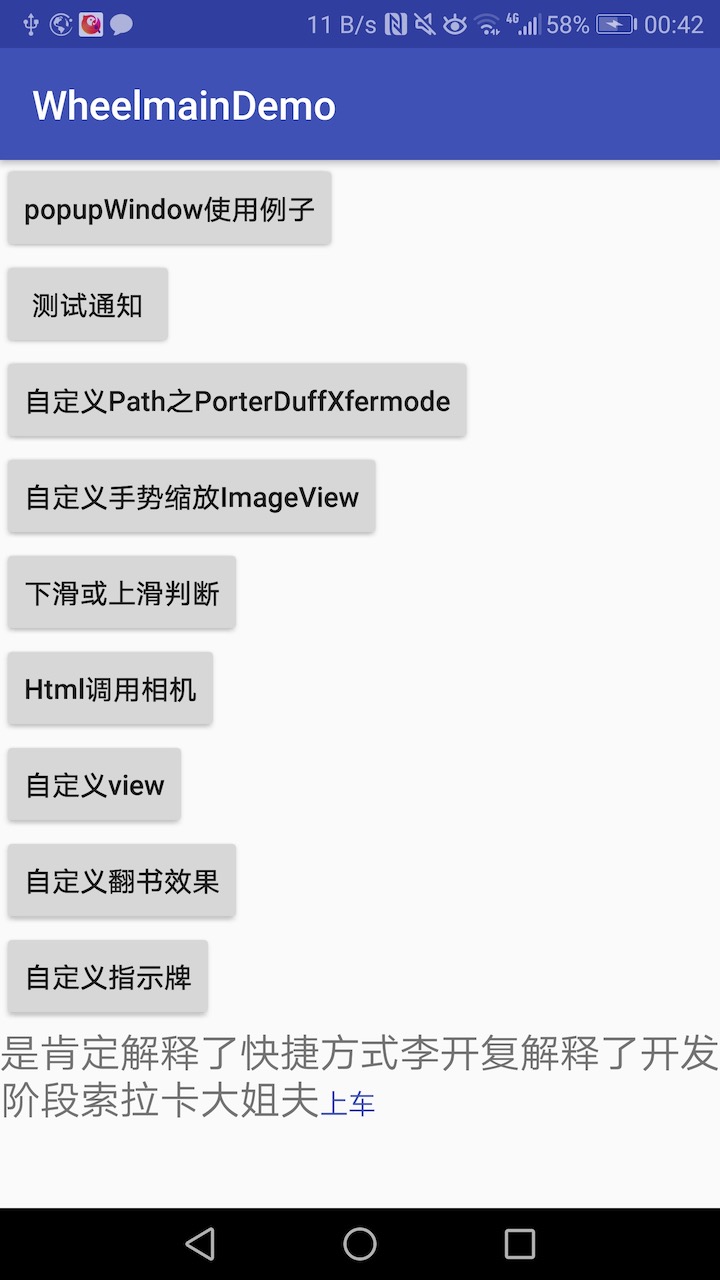 11 B/s 4G 58% 00:42
WheelmainDemo
popupWindow使用例子
测试通知
自定义Path之PorterDuffXfermode
自定义手势缩放ImageView
下滑或上滑判断
Html调用相机
自定义view
自定义翻书效果
自定义指示牌
是肯定解释了快捷方式李开复解释了开发
阶段索拉卡大姐夫上车